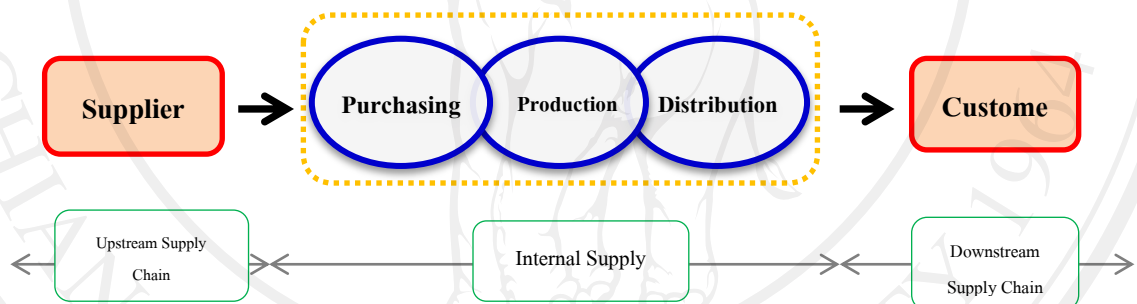 Supplier
Purchasing
Production
Distribution
Custome
Upstream Supply
Chain
Internal Supply
Downstream
Supply Chain